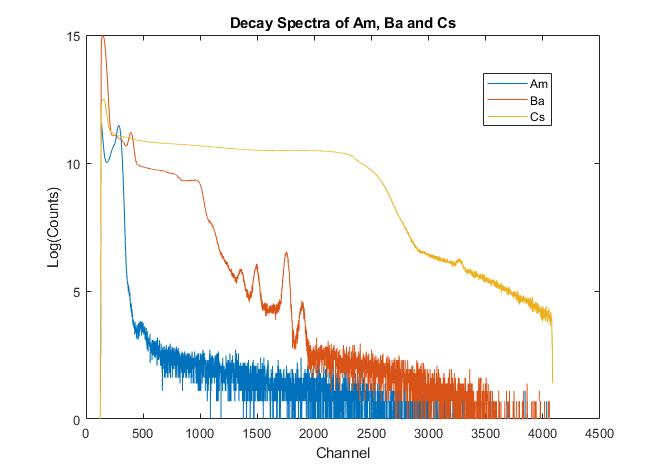 Decay Spectra of Am, Ba and Cs
15
Am
Ba
Cs
10
Log(Counts)
5
0
0 500 1000 1500 2000 2500 3000 3500 4000 4500
Channel